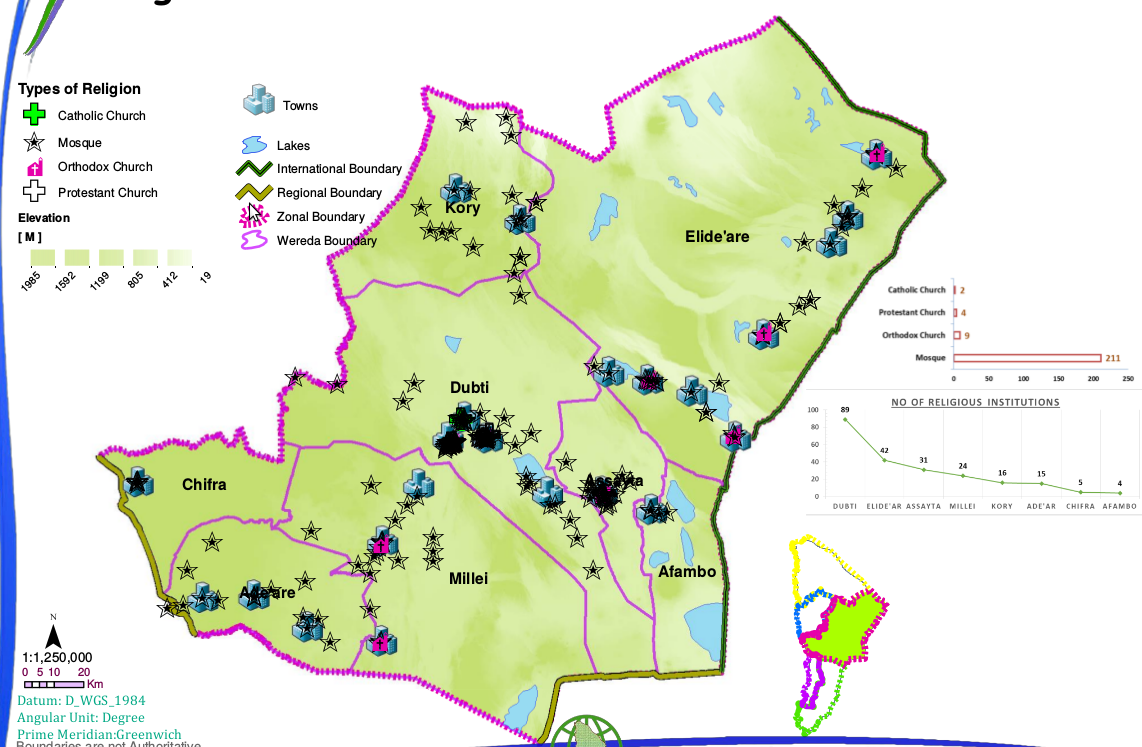 Types of Religion
Catholic Church
Mosque
Orthodox Church
Protestant Church
Elevation
[ M ]
1985 1592 1199 805 412 19
Towns
Lakes
International Boundary
Regional Boundary
Zonal Boundary
Wereda Boundary
Kory
Elide'are
Dubti
Chifra
Assayta
Ade'are
Millei
Afambo
Catholic Church 2
Protestant Church 4
Orthodox Church 9
Mosque 211
0 50 100 150 200 250
NO OF RELIGIOUS INSTITUTIONS
100
80
60
40
20
0
89 42 31 24 16 15 5 4
DUBTI ELIDE'AR ASSAYTA MILLEI KORY ADE'AR CHIFRA AFAMBO
N
1:1,250,000
0 5 10 20
Km
Datum: D_WGS_1984
Angular Unit: Degree
Prime Meridian:Greenwich
Boundaries are not Authoritative